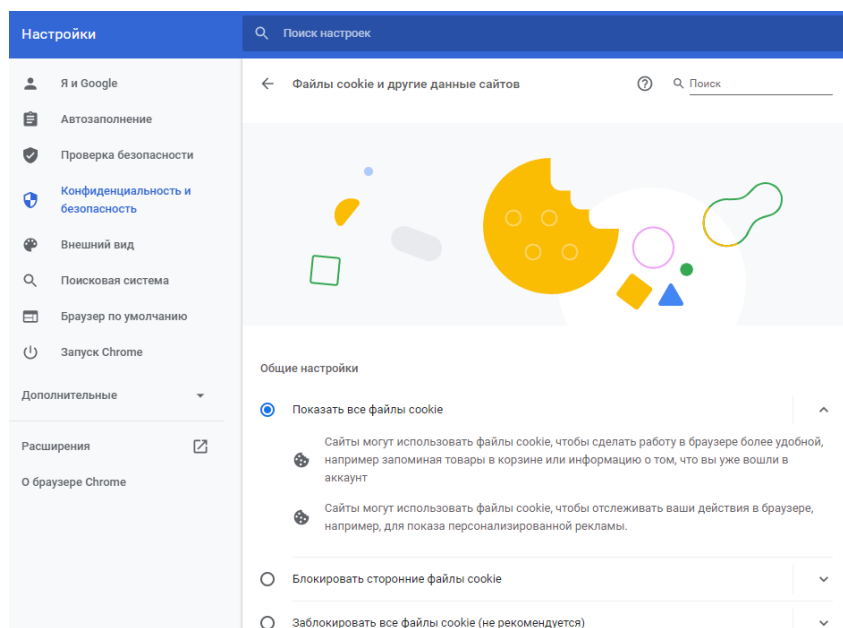 Настройки
Поиск настроек
Я и Google
Автозаполнение
Проверка безопасности
Конфиденциальность и
безопасность
Внешний вид
Поисковая система
Браузер по умолчанию
Запуск Chrome
Дополнительные
Расширения
О браузере Chrome
Файлы cookie и другие данные сайтов
Поиск
Общие настройки
Показать все файлы cookie
Сайты могут использовать файлы cookie, чтобы сделать работу в браузере более удобной,
например запоминая товары в корзине или информацию о том, что вы уже вошли в
аккаунт
Сайты могут использовать файлы cookie, чтобы отслеживать ваши действия в браузере,
например, для показа персонализированной рекламы.
Блокировать сторонние файлы cookie
Заблокировать все файлы cookie (не рекомендуется)